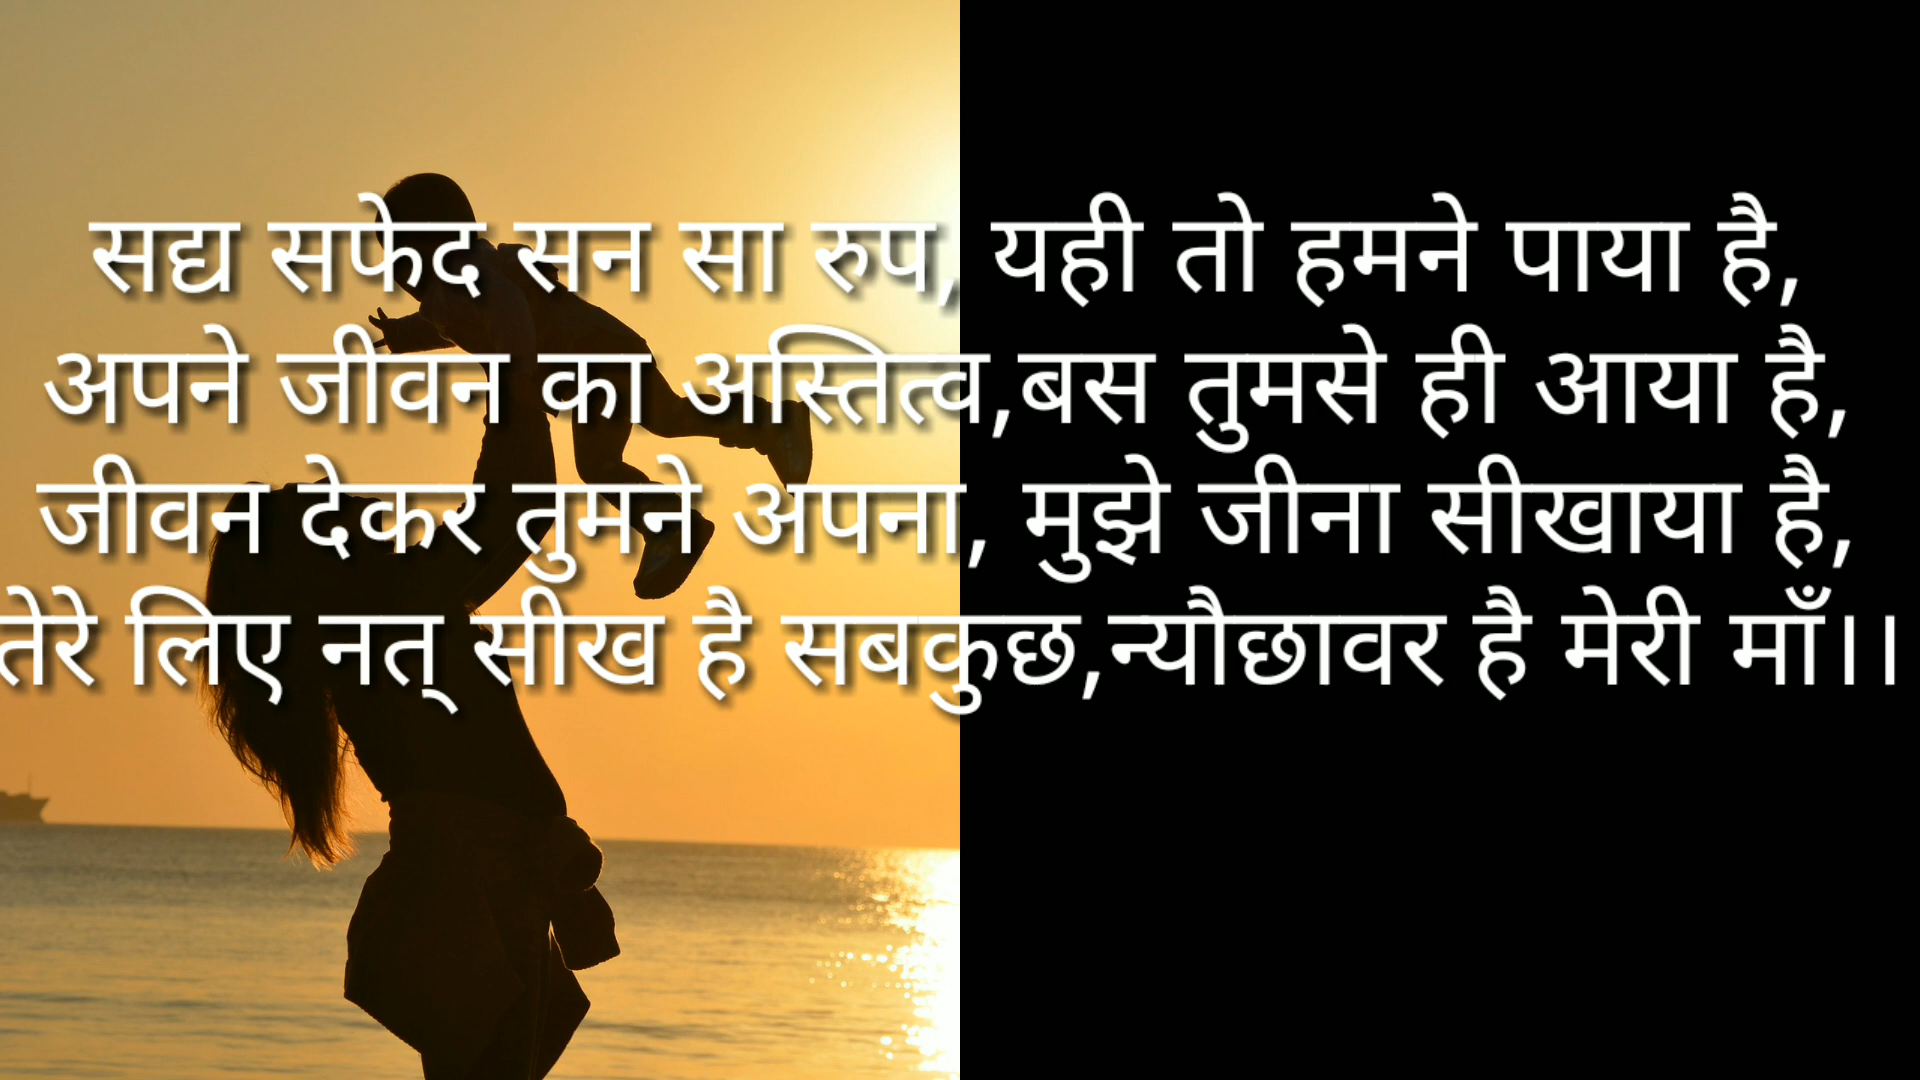 सद्य सफेद सन सा रुप, यही तो हमने पाया है,
अपने जीवन का अस्तित्व,बस तुमसे ही आया है,
जीवन देकर तुमने अपना, मुझे जीना सीखाया है,
तेरे लिए नत् सीख है सबकुछ,न्यौछावर है मेरी माँ।।